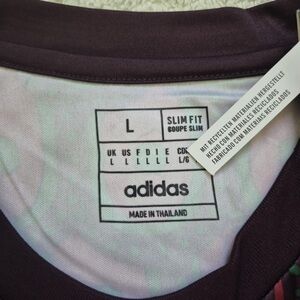 L
SLIM FIT
COUPE SLIM
UK US F D I E CDN
L L L L L L L/G
adidas
MADE IN THAILAND
MIT RECYCELTEN MATERIALIEN HERGESTELLT
HECHO CON MATERIALES RECICLADOS
FABRICADO COM MATERIAIS RECICLADOS